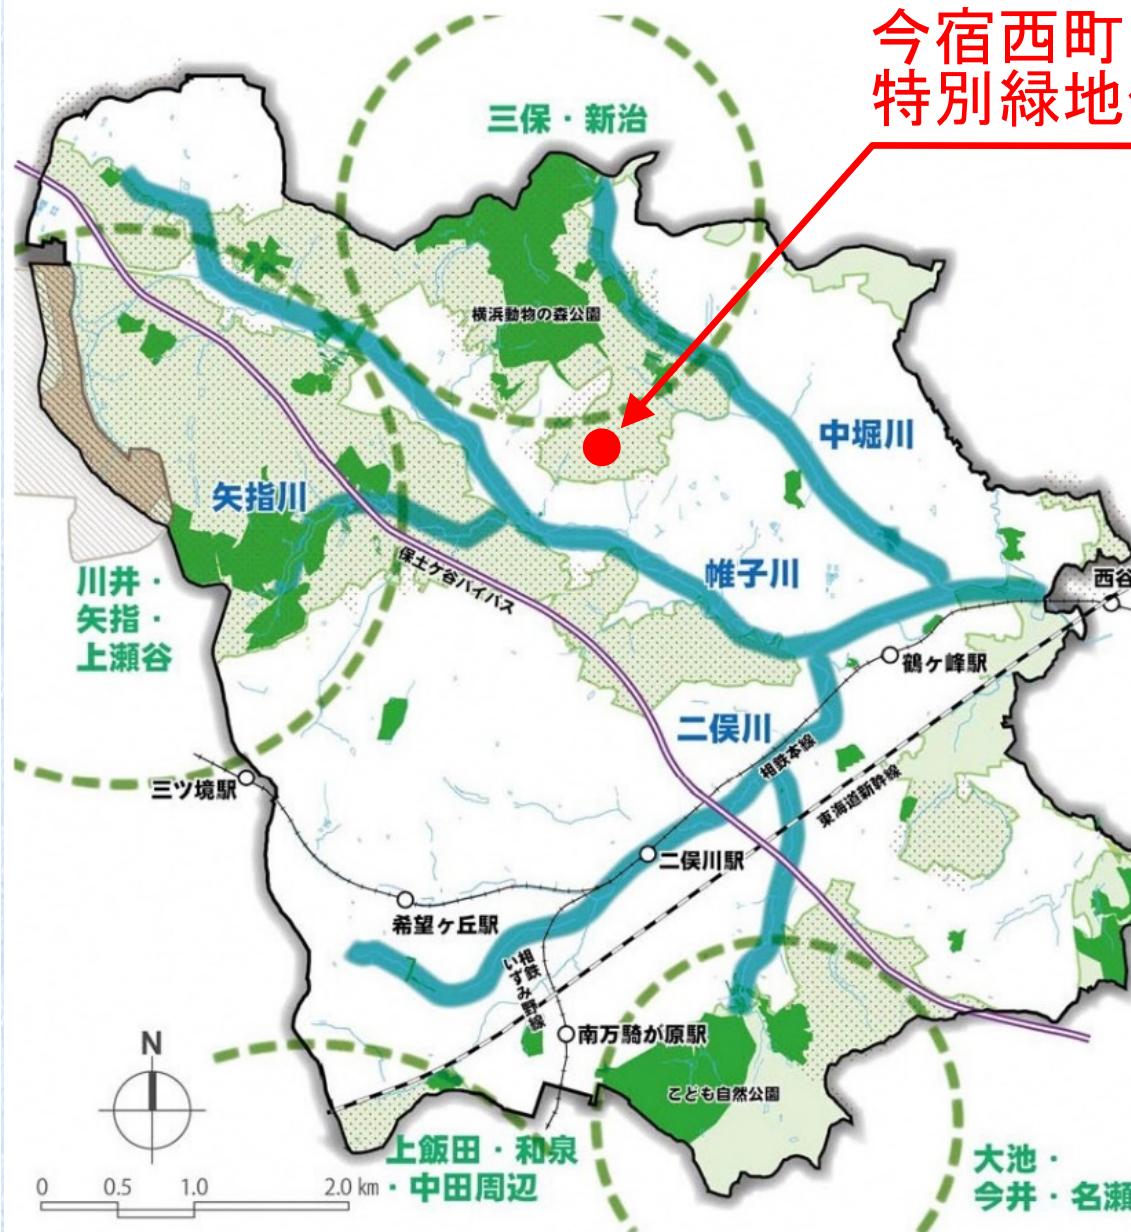 今宿西町
特別緑地
三保・新治
横浜動物の森公園
中堀川
矢指川
帷子川
保土ケ谷バイパス
西谷
川井・
矢指・
上瀬谷
鶴ヶ峰駅
二俣川
相鉄本線
東海道新幹線
三ツ境駅
二俣川駅
希望ヶ丘駅
相鉄
いずみ野線
南万騎が原駅
N
こども自然公園
上飯田・和泉
・中田周辺
大池・
今井・名瀬
0 0.5 1.0 2.0 km